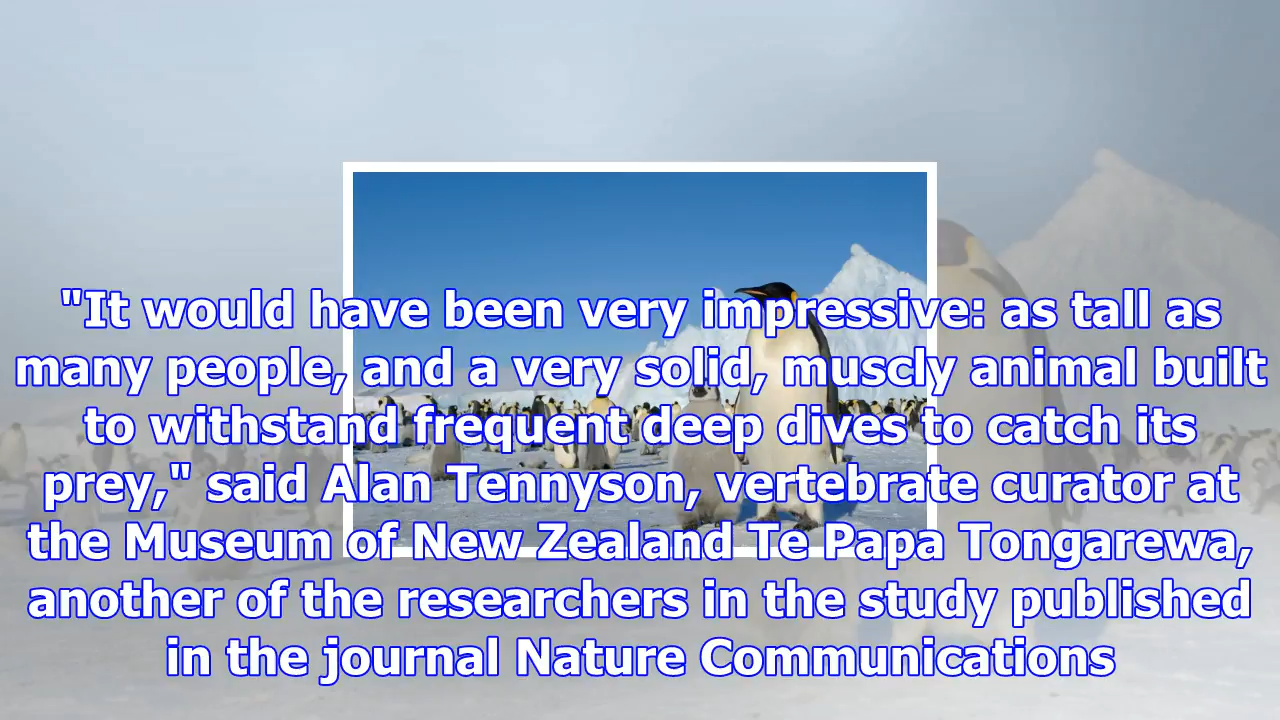 "It would have been very impressive: as tall as
many people, and a very solid, muscly animal built
to withstand frequent deep dives to catch its
prey," said Alan Tennyson, vertebrate curator at
the Museum of New Zealand Te Papa Tongarewa,
another of the researchers in the study published
in the journal Nature Communications